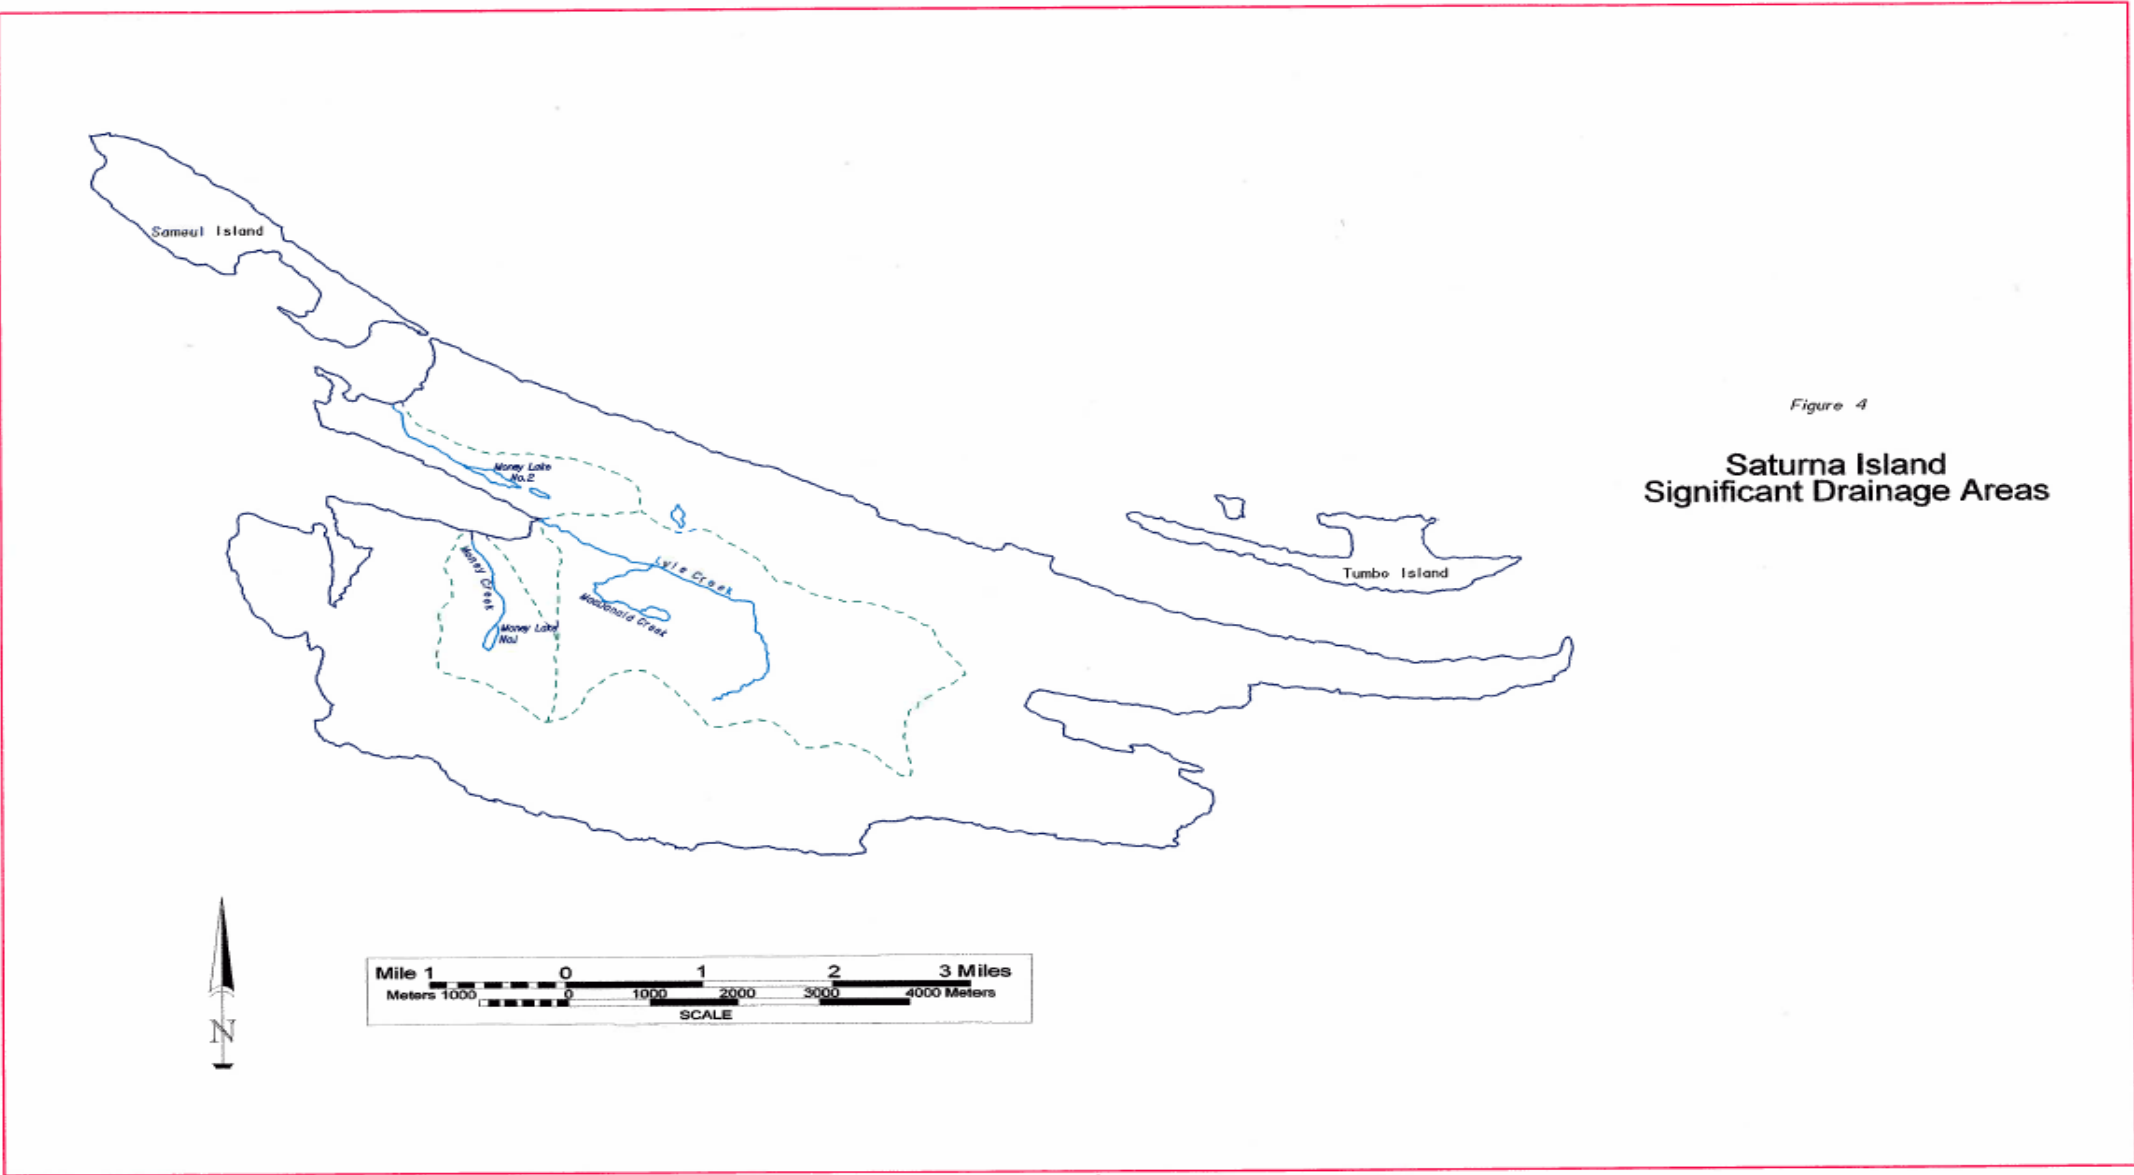 Sameul Island
Figure 4
Saturna Island
Significant Drainage Areas
Money Lake
No.2
Tumbo Island
Money Creek
Lyle Creek
MacDonald Creek
Money Lake
No.1
Mile 1 0 1 2 3 Miles
Meters 1000 0 1000 2000 3000 4000 Meters
SCALE
N